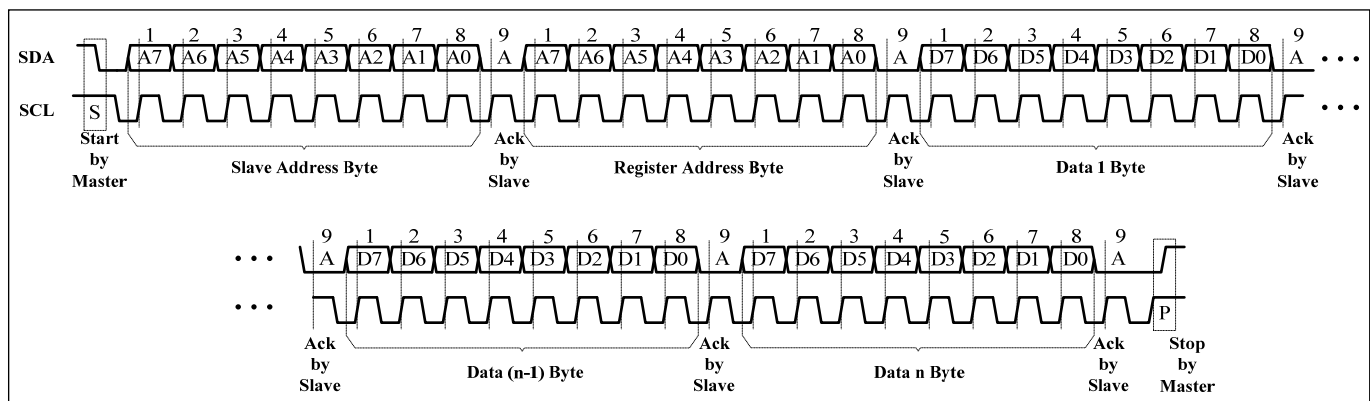 1 2 3 4 5 6 7 8 9 1 2 3 4 5 6 7 8 9 1 2 3 4 5 6 7 8 9
SDA A7 A6 A5 A4 A3 A2 A1 A0 A A7 A6 A5 A4 A3 A2 A1 A0 A D7 D6 D5 D4 D3 D2 D1 D0 A • • •
SCL S • • •
Start by Master
Slave Address Byte
Ack by Slave
Register Address Byte
Ack by Slave
Data 1 Byte
Ack by Slave
9 1 2 3 4 5 6 7 8 9 1 2 3 4 5 6 7 8 9
• • • A D7 D6 D5 D4 D3 D2 D1 D0 A D7 D6 D5 D4 D3 D2 D1 D0 A
• • • P
Ack by Slave
Data (n-1) Byte
Ack by Slave
Data n Byte
Ack by Slave
Stop by Master